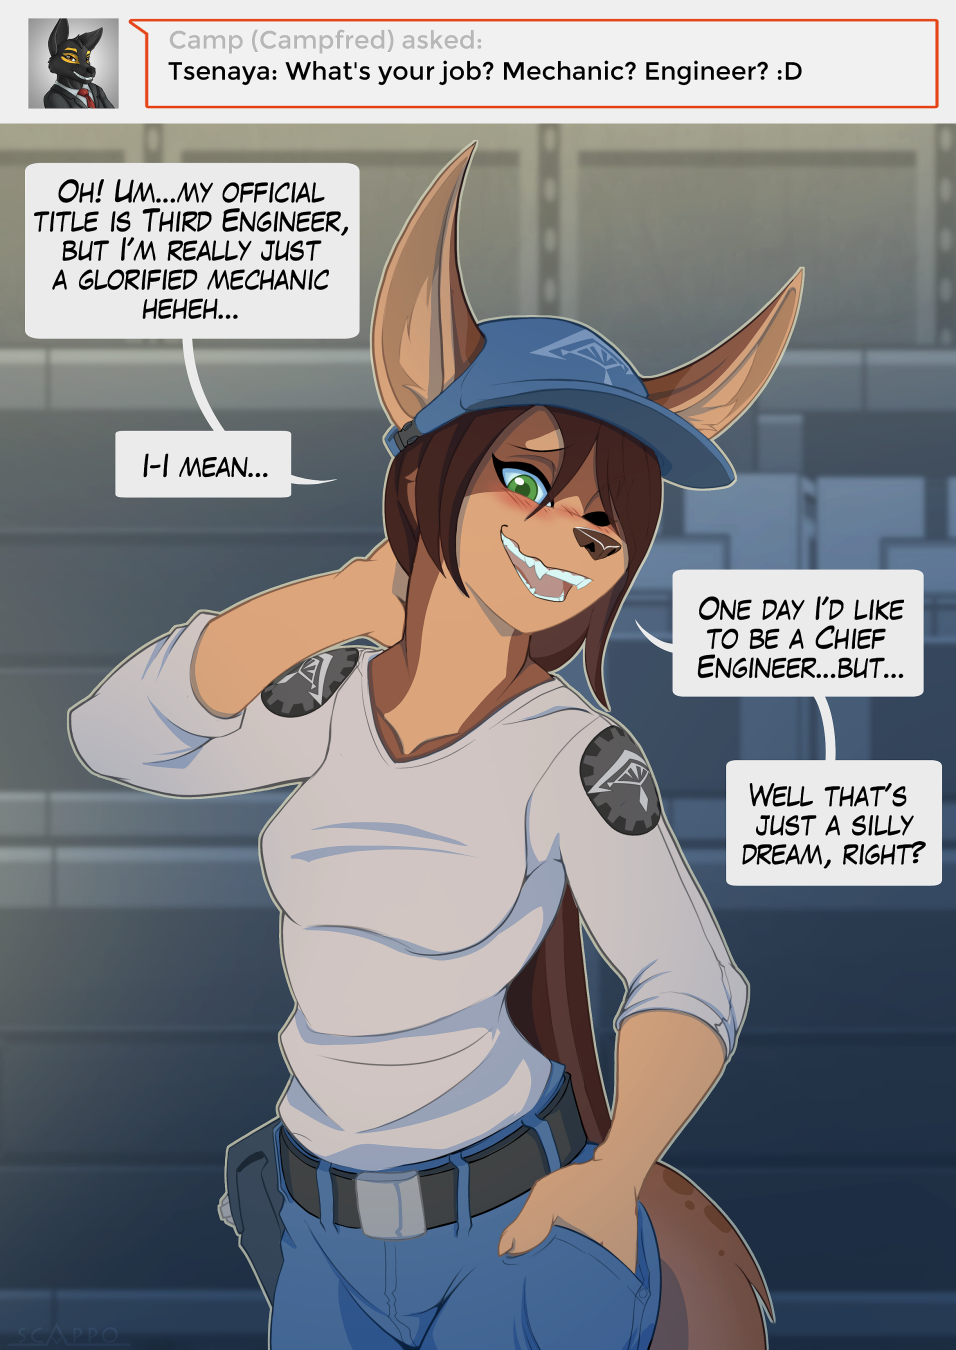 Camp (Campfred) asked:
Tsenaya: What's your job? Mechanic? Engineer? :D
Oh! Um...my official
title is Third Engineer,
but I'm really just
a glorified mechanic
heheh...
I-I mean...
One day I'd like
to be a Chief
Engineer...but...
Well that's
just a silly
dream, right?
SCAPPO